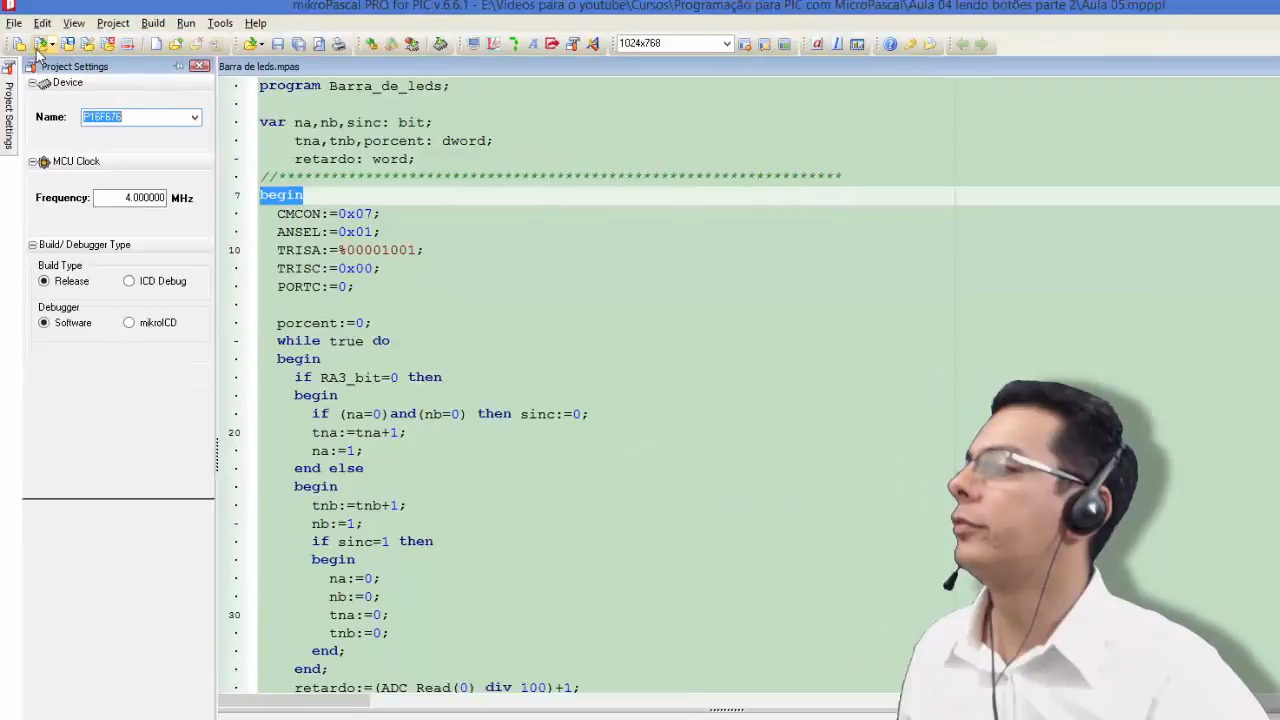 mikroPascal PRO for PIC v.6.6.1 - E:\Videos para o youtube\Cursos\Programação para PIC com MicroPascal\Aula 04 lendo botões parte 2\Aula 05.mpppi
File Edit View Project Build Run Tools Help
1024x768
Project Settings
Barra de leds.mpas
Project Settings
Device
Name: P16F676
MCU Clock
Frequency: 4.000000 MHz
Build/ Debugger Type
Build Type
Release ICD Debug
Debugger
Software mikroICD
program Barra_de_leds;
var na,nb,sinc: bit;
tna,tnb,porcent: dword;
retardo: word;
//*****************************************************************
7 begin
CMCON:=0x07;
ANSEL:=0x01;
10 TRISA:=%00001001;
TRISC:=0x00;
PORTC:=0;
porcent:=0;
while true do
begin
if RA3_bit=0 then
begin
if (na=0)and(nb=0) then sinc:=0;
20 tna:=tna+1;
na:=1;
end else
begin
tnb:=tnb+1;
nb:=1;
if sinc=1 then
begin
na:=0;
nb:=0;
30 tna:=0;
tnb:=0;
end;
end;
retardo:=(ADC_Read(0) div 100)+1;